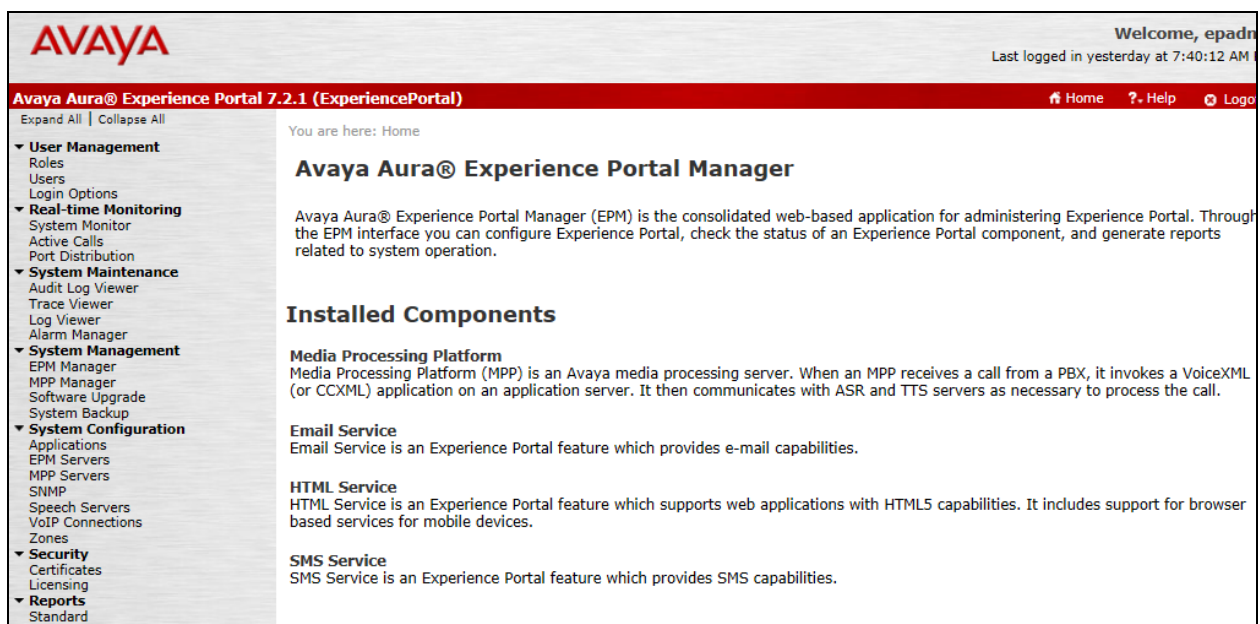 AVAYA
Welcome, epadn
Last logged in yesterday at 7:40:12 AM
Avaya Aura® Experience Portal 7.2.1 (ExperiencePortal)
Home ? Help Logo
Expand All | Collapse All
User Management
Roles
Users
Login Options
Real-time Monitoring
System Monitor
Active Calls
Port Distribution
System Maintenance
Audit Log Viewer
Trace Viewer
Log Viewer
Alarm Manager
System Management
EPM Manager
MPP Manager
Software Upgrade
System Backup
System Configuration
Applications
EPM Servers
MPP Servers
SNMP
Speech Servers
VoIP Connections
Zones
Security
Certificates
Licensing
Reports
Standard
You are here: Home
Avaya Aura® Experience Portal Manager
Avaya Aura® Experience Portal Manager (EPM) is the consolidated web-based application for administering Experience Portal. Through
the EPM interface you can configure Experience Portal, check the status of an Experience Portal component, and generate reports
related to system operation.
Installed Components
Media Processing Platform
Media Processing Platform (MPP) is an Avaya media processing server. When an MPP receives a call from a PBX, it invokes a VoiceXML
(or CCXML) application on an application server. It then communicates with ASR and TTS servers as necessary to process the call.
Email Service
Email Service is an Experience Portal feature which provides e-mail capabilities.
HTML Service
HTML Service is an Experience Portal feature which supports web applications with HTML5 capabilities. It includes support for browser
based services for mobile devices.
SMS Service
SMS Service is an Experience Portal feature which provides SMS capabilities.